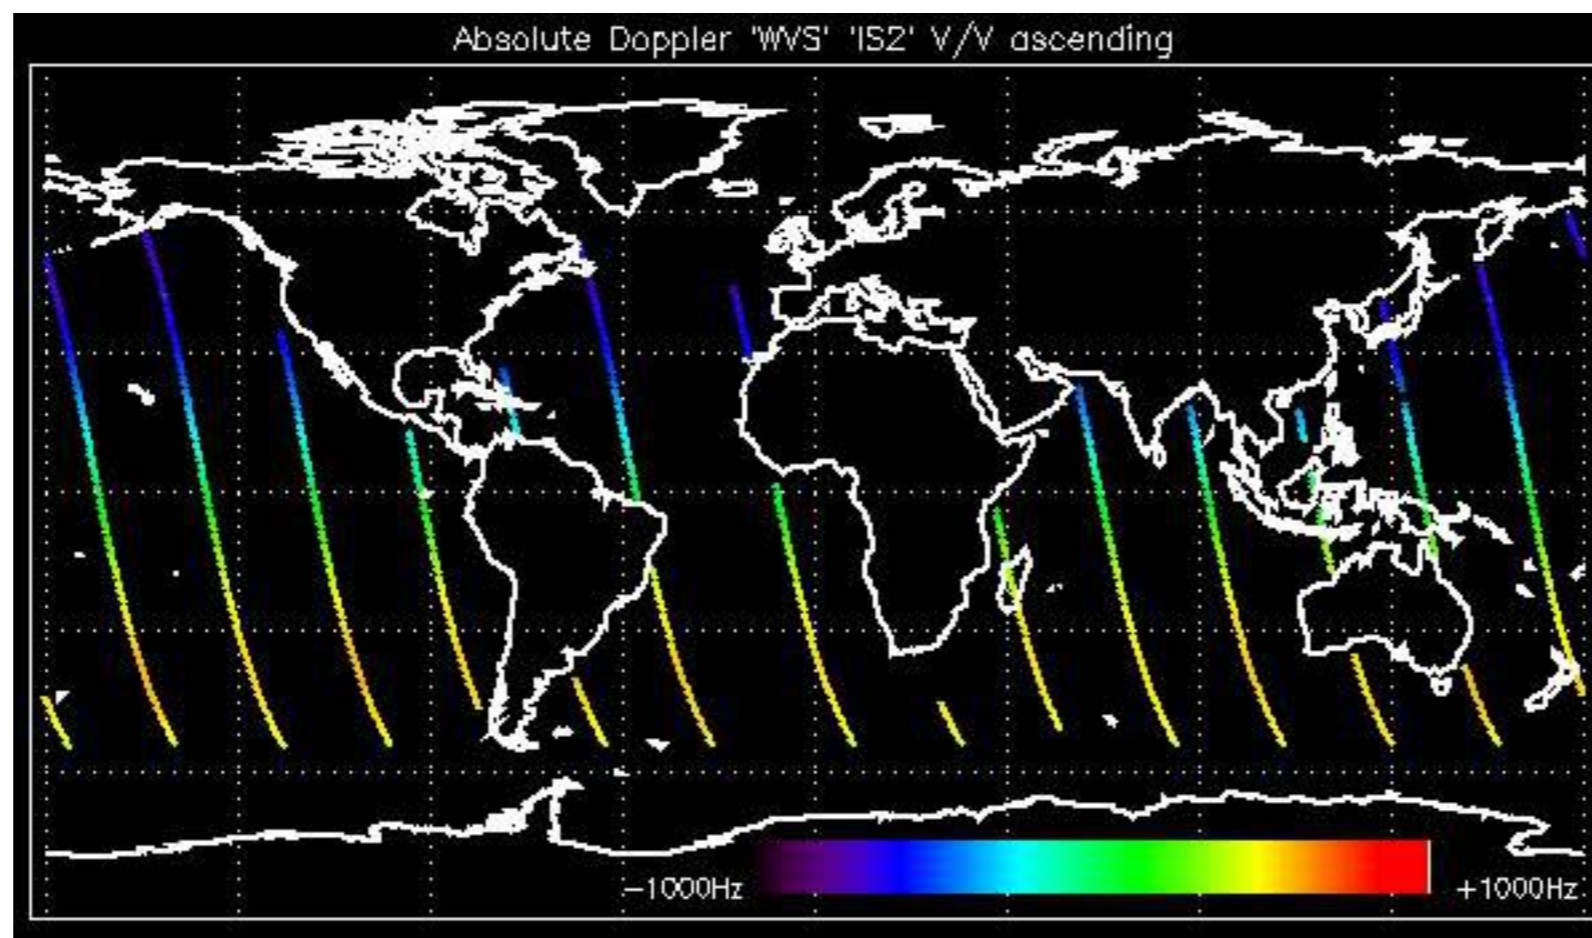 Absolute Doppler 'WVS' 'IS2' V/V ascending
-1000Hz +1000Hz